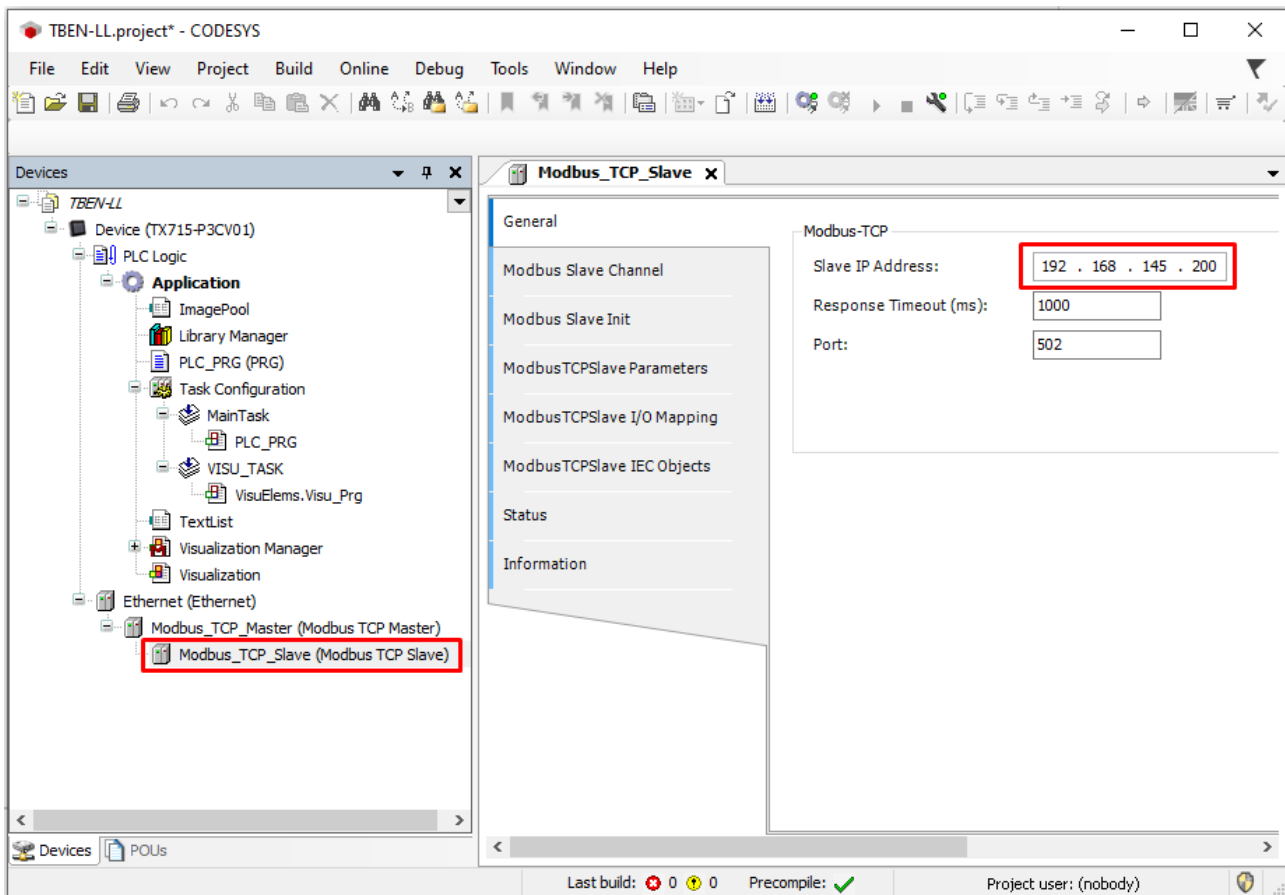 TBEN-LL.project* - CODESYS
File Edit View Project Build Online Debug Tools Window Help
Devices
TBEN-LL
Device (TX715-P3CV01)
PLC Logic
Application
ImagePool
Library Manager
PLC_PRG (PRG)
Task Configuration
MainTask
PLC_PRG
VISU_TASK
VisuElems.Visu_Prg
TextList
Visualization Manager
Visualization
Ethernet (Ethernet)
Modbus_TCP_Master (Modbus TCP Master)
Modbus_TCP_Slave (Modbus TCP Slave)
Devices POUs
Modbus_TCP_Slave
General
Modbus Slave Channel
Modbus Slave Init
ModbusTCPSlave Parameters
ModbusTCPSlave I/O Mapping
ModbusTCPSlave IEC Objects
Status
Information
Modbus-TCP
Slave IP Address: 192 . 168 . 145 . 200
Response Timeout (ms): 1000
Port: 502
Last build: 0 0 Precompile: Project user: (nobody)